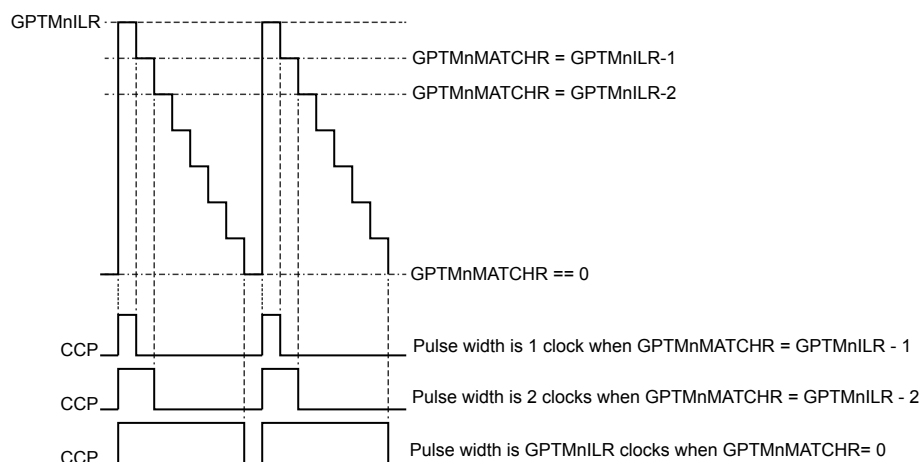 GPTMnILR
GPTMnMATCHR = GPTMnILR-1
GPTMnMATCHR = GPTMnILR-2
GPTMnMATCHR == 0
CCP
Pulse width is 1 clock when GPTMnMATCHR = GPTMnILR - 1
CCP
Pulse width is 2 clocks when GPTMnMATCHR = GPTMnILR - 2
CCP
Pulse width is GPTMnILR clocks when GPTMnMATCHR= 0